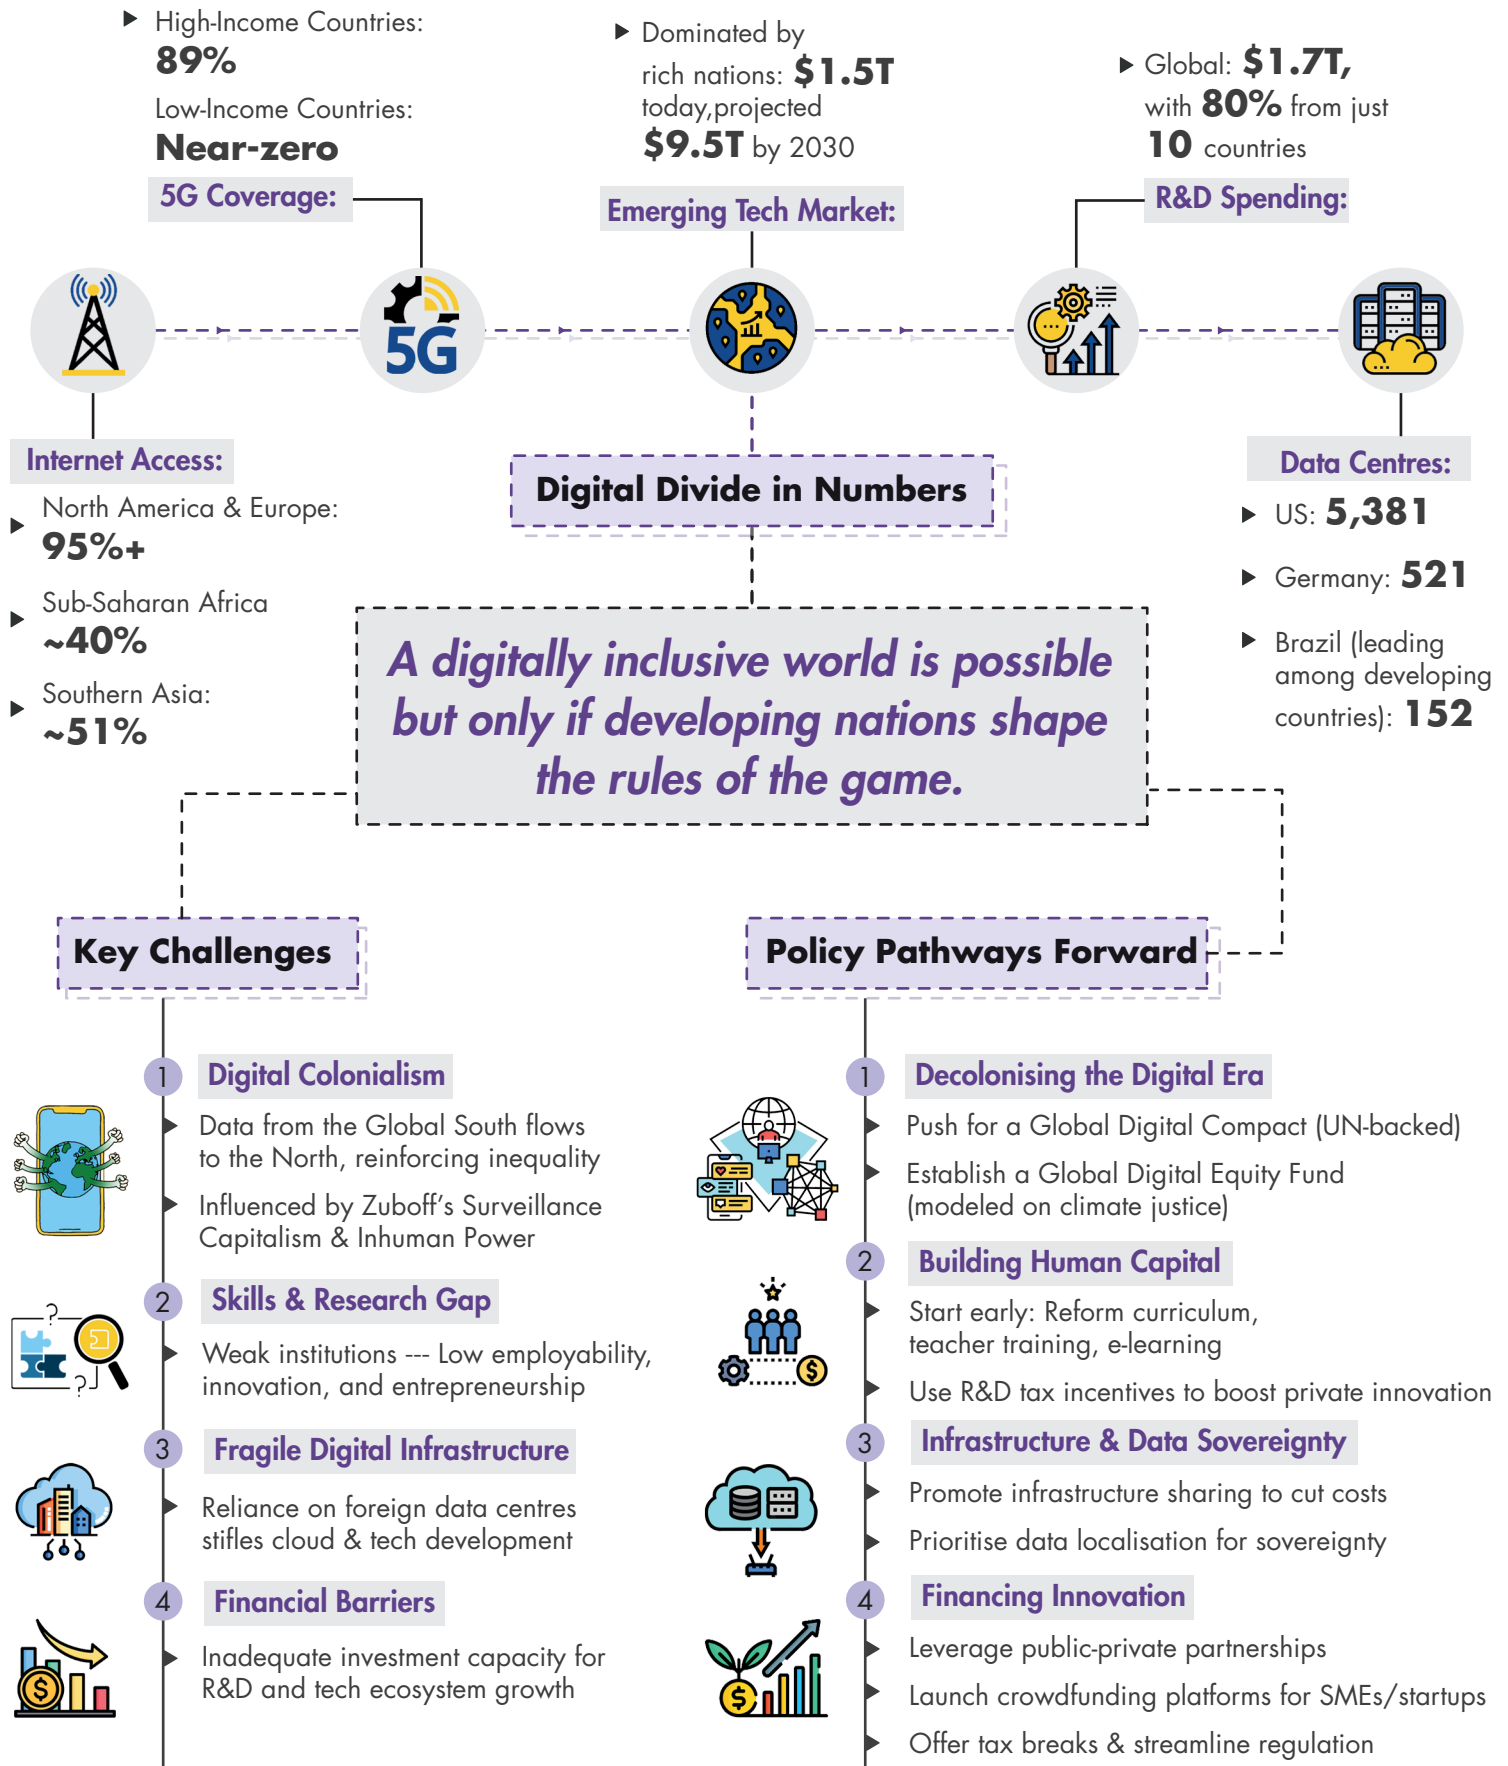 High-Income Countries:
89%
Low-Income Countries:
Near-zero
5G Coverage:
Dominated by
rich nations: $1.5T
today,projected
$9.5T by 2030
Emerging Tech Market:
Global: $1.7T,
with 80% from just
10 countries
R&D Spending:
5G
Internet Access:
North America & Europe:
95%+
Sub-Saharan Africa
~40%
Southern Asia:
~51%
Digital Divide in Numbers
Data Centres:
US: 5,381
Germany: 521
Brazil (leading
among developing
countries): 152
A digitally inclusive world is possible
but only if developing nations shape
the rules of the game.
Key Challenges
1 Digital Colonialism
Data from the Global South flows
to the North, reinforcing inequality
Influenced by Zuboff’s Surveillance
Capitalism & Inhuman Power
2 Skills & Research Gap
Weak institutions --- Low employability,
innovation, and entrepreneurship
3 Fragile Digital Infrastructure
Reliance on foreign data centres
stifles cloud & tech development
4 Financial Barriers
Inadequate investment capacity for
R&D and tech ecosystem growth
Policy Pathways Forward
1 Decolonising the Digital Era
Push for a Global Digital Compact (UN-backed)
Establish a Global Digital Equity Fund
(modeled on climate justice)
2 Building Human Capital
Start early: Reform curriculum,
teacher training, e-learning
Use R&D tax incentives to boost private innovation
3 Infrastructure & Data Sovereignty
Promote infrastructure sharing to cut costs
Prioritise data localisation for sovereignty
4 Financing Innovation
Leverage public-private partnerships
Launch crowdfunding platforms for SMEs/startups
Offer tax breaks & streamline regulation